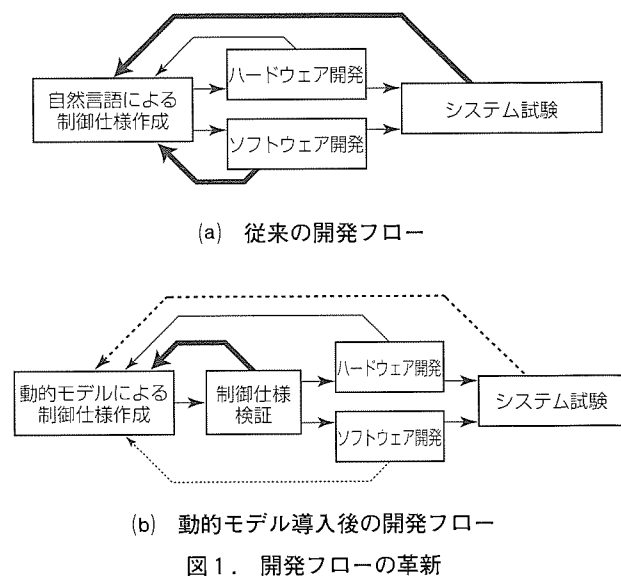 自然言語による
制御仕様作成
ハードウェア開発
ソフトウェア開発
システム試験
(a) 従来の開発フロー
動的モデルによる
制御仕様作成
制御仕様
検証
ハードウェア開発
ソフトウェア開発
システム試験
(b) 動的モデル導入後の開発フロー
図1. 開発フローの革新